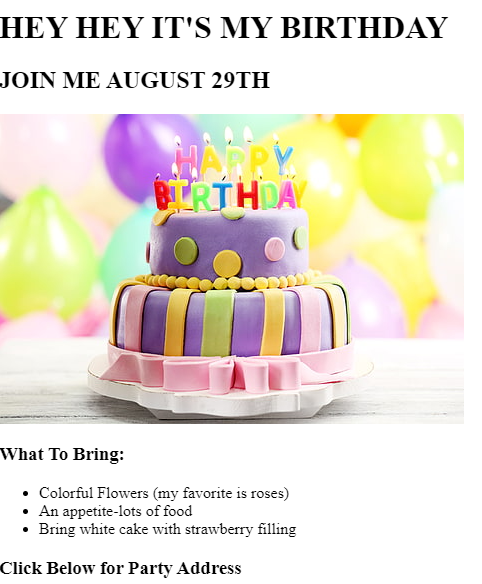 HEY HEY IT'S MY BIRTHDAY
JOIN ME AUGUST 29TH
HAPPY
BIRTHDAY
What To Bring:
Colorful Flowers (my favorite is roses)
An appetite-lots of food
Bring white cake with strawberry filling
Click Below for Party Address